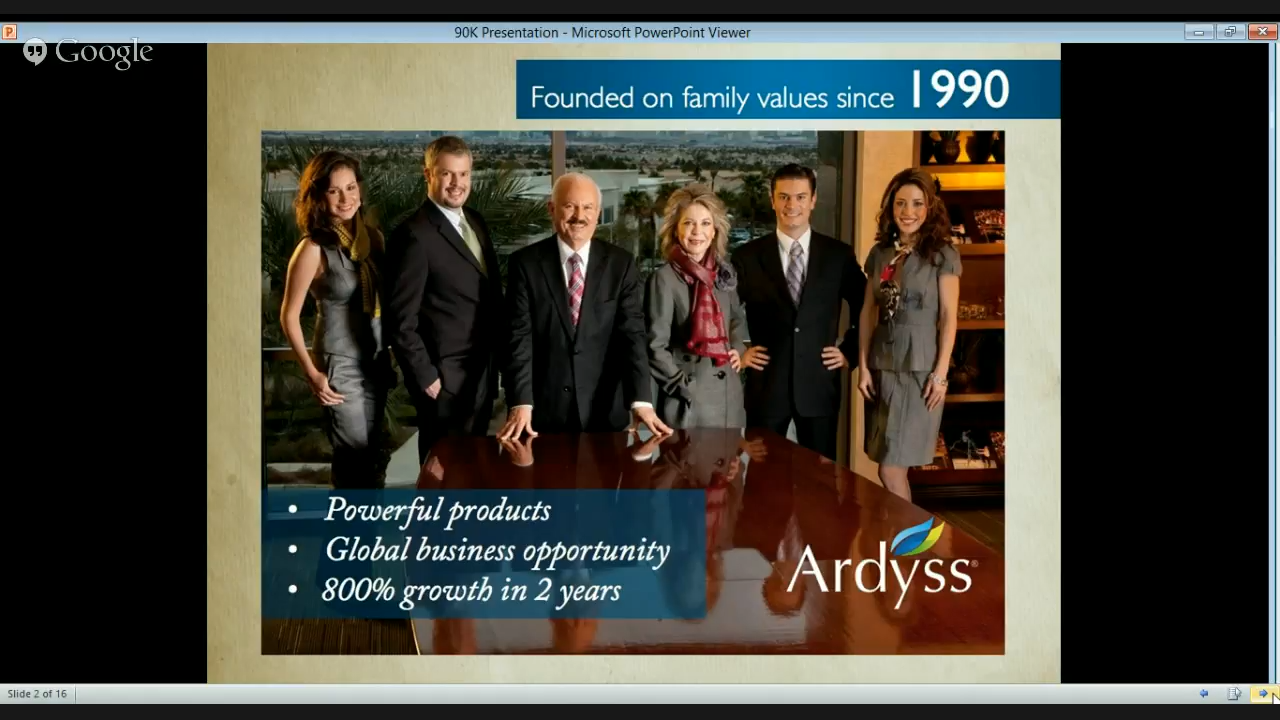 90K Presentation - Microsoft PowerPoint Viewer
Google
Founded on family values since 1990
• Powerful products
• Global business opportunity
• 800% growth in 2 years
Ardyss®
Slide 2 of 16